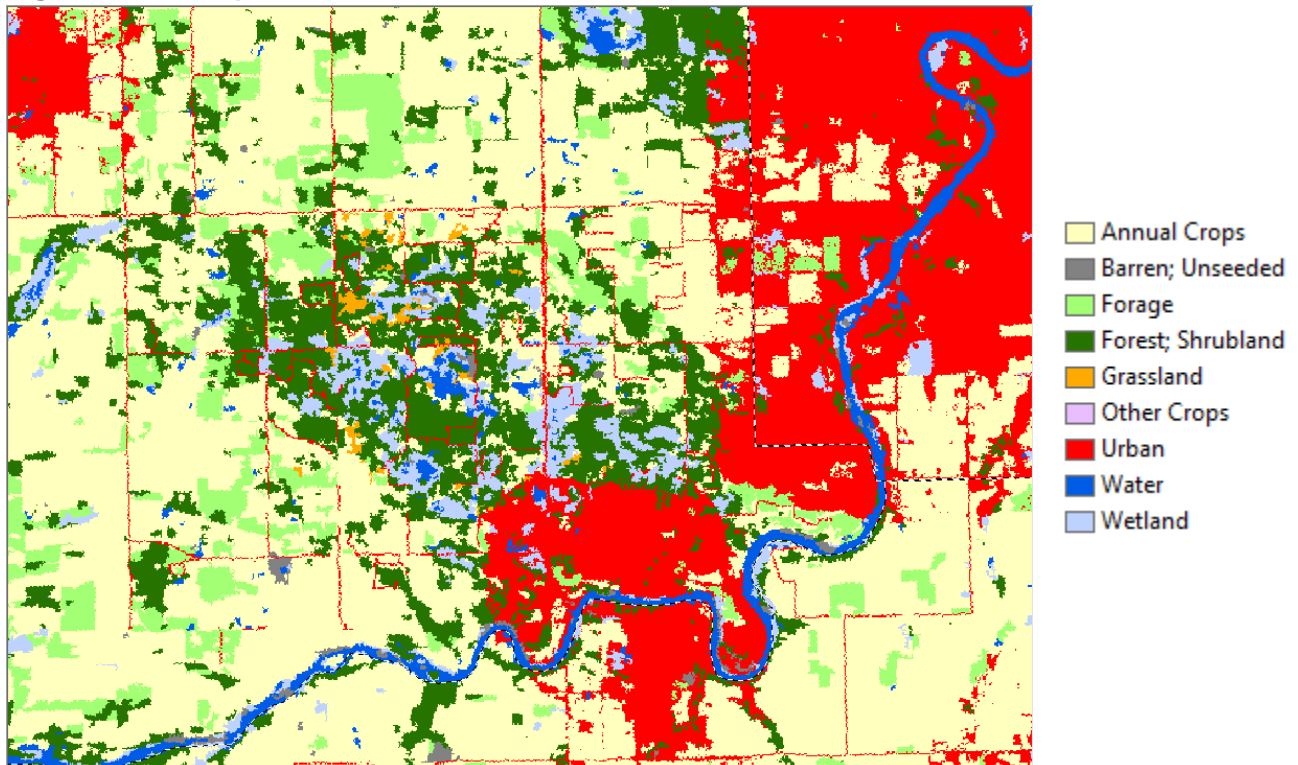 Annual Crops
Barren; Unseeded
Forage
Forest; Shrubland
Grassland
Other Crops
Urban
Water
Wetland